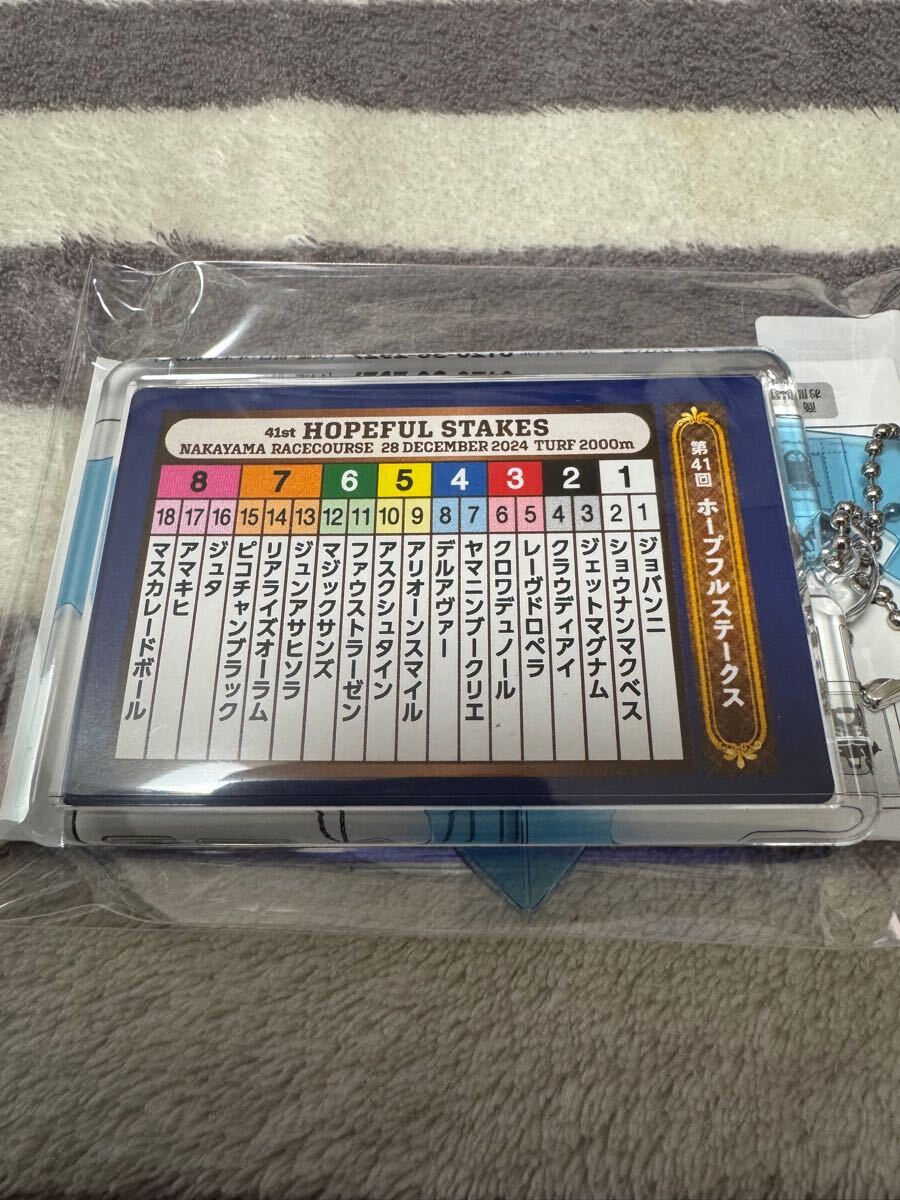 41st HOPEFUL STAKES
NAKAYAMA RACECOURSE 28 DECEMBER 2024 TURF 2000m
第41回 ホープフルステークス
8 7 6 5 4 3 2 1
18 17 16 15 14 13 12 11 10 9 8 7 6 5 4 3 2 1
ジョバンニ
ショウナンマクベス
ジェットマグナム
クラウディアイ
レーヴドロペラ
クロワデュノール
ヤマニンブークリエ
デルアヴァー
アリオーンスマイル
アスクシュタイン
ファウストラーゼン
マジックサンズ
ジュンアサヒソラ
リアライズオーラム
ピコチャンブラック
ジュタ
アマキヒ
マスカレードボール